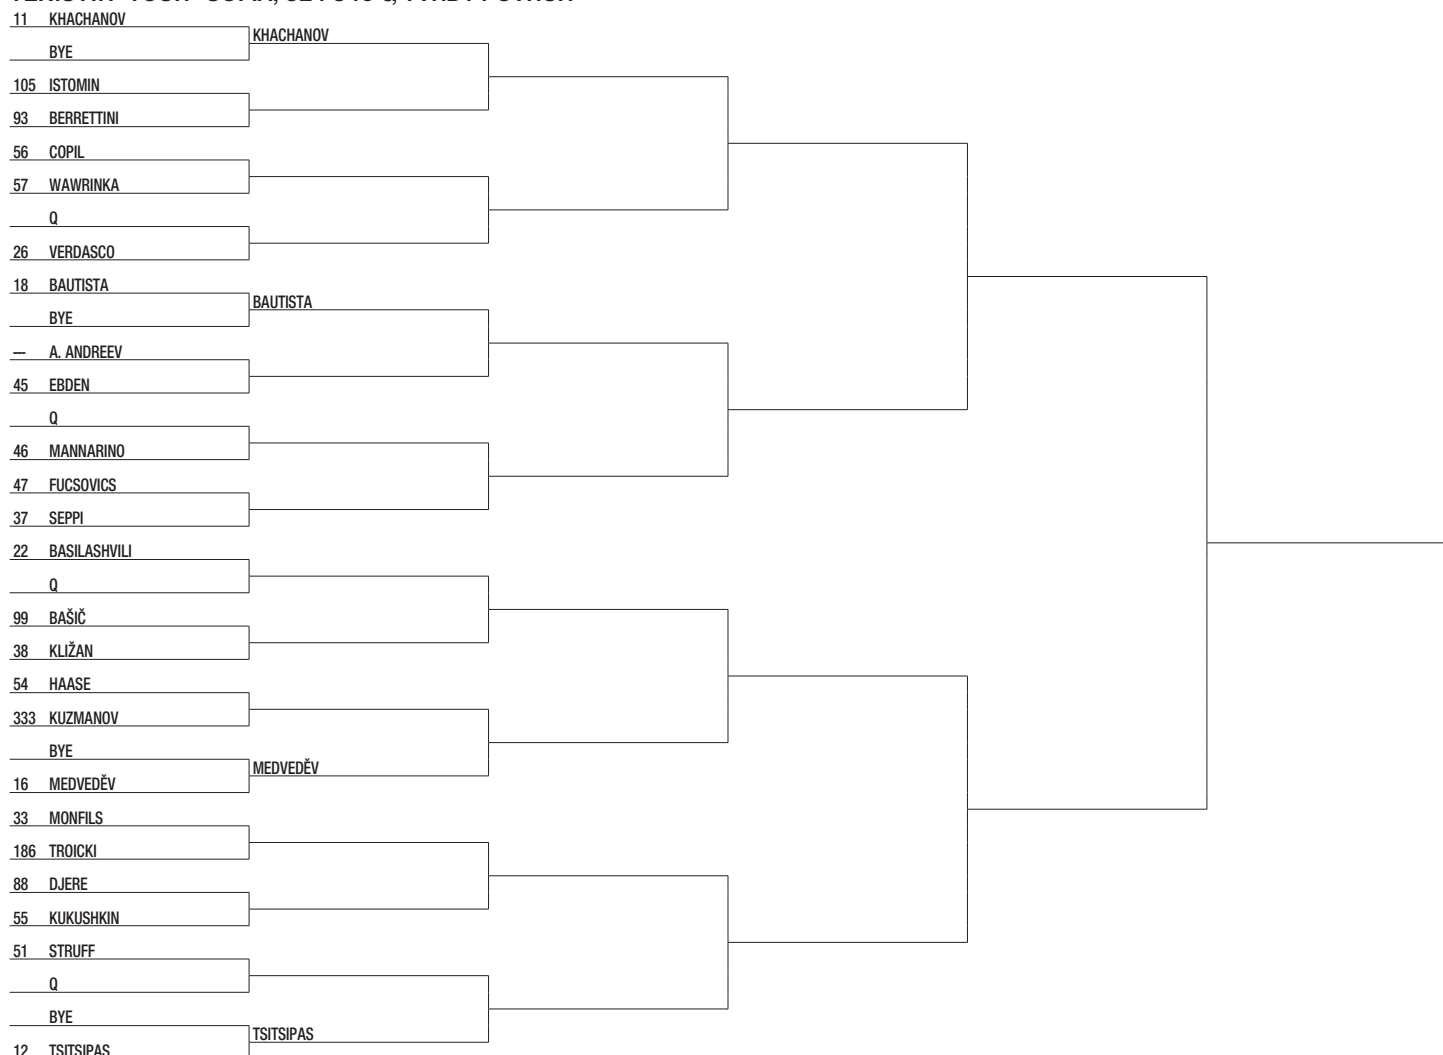 11 KHACHANOV
KHACHANOV
BYE
105 ISTOMIN
93 BERRETTINI
56 COPIL
57 WAWRINKA
Q
26 VERDASCO
18 BAUTISTA
BAUTISTA
BYE
— A. ANDREEV
45 EBDEN
Q
46 MANNARINO
47 FUCSOVICS
37 SEPPI
22 BASILASHVILI
Q
99 BAŠIČ
38 KLIŽAN
54 HAASE
333 KUZMANOV
BYE
MEDVEDĚV
16 MEDVEDĚV
33 MONFILS
186 TROICKI
88 DJERE
55 KUKUSHKIN
51 STRUFF
Q
BYE
TSITSIPAS
12 TSITSIPAS